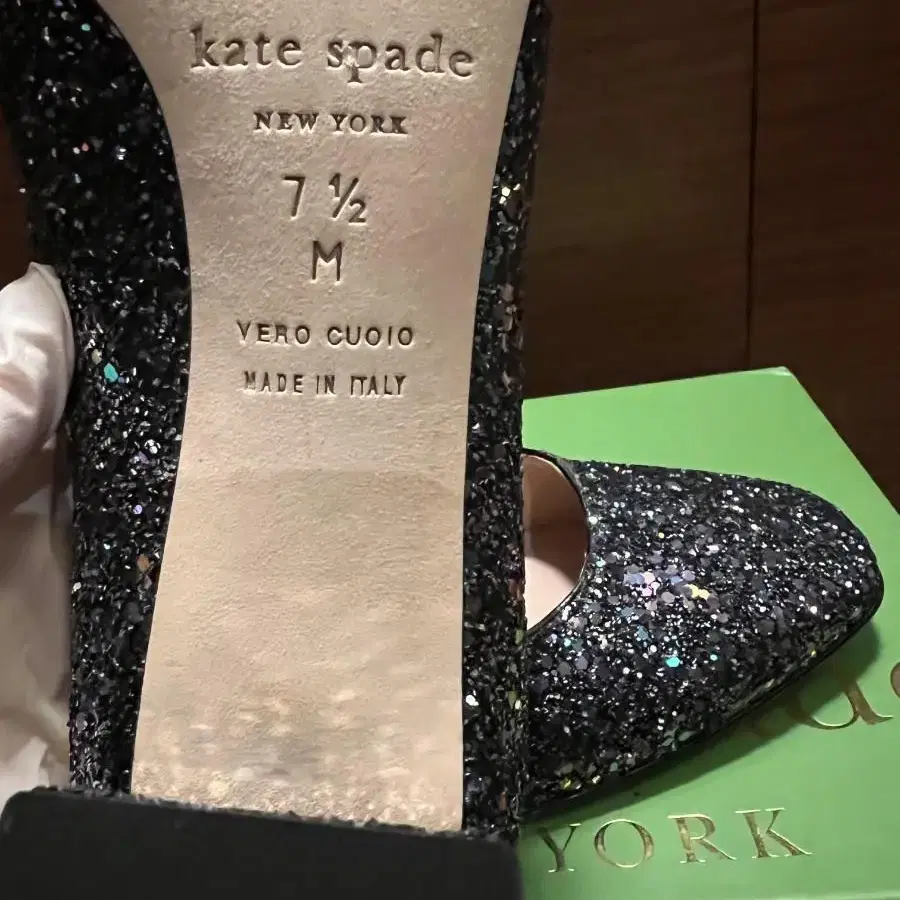 kate spade
NEW YORK
7 ½
M
VERO CUOIO
MADE IN ITALY
YORK